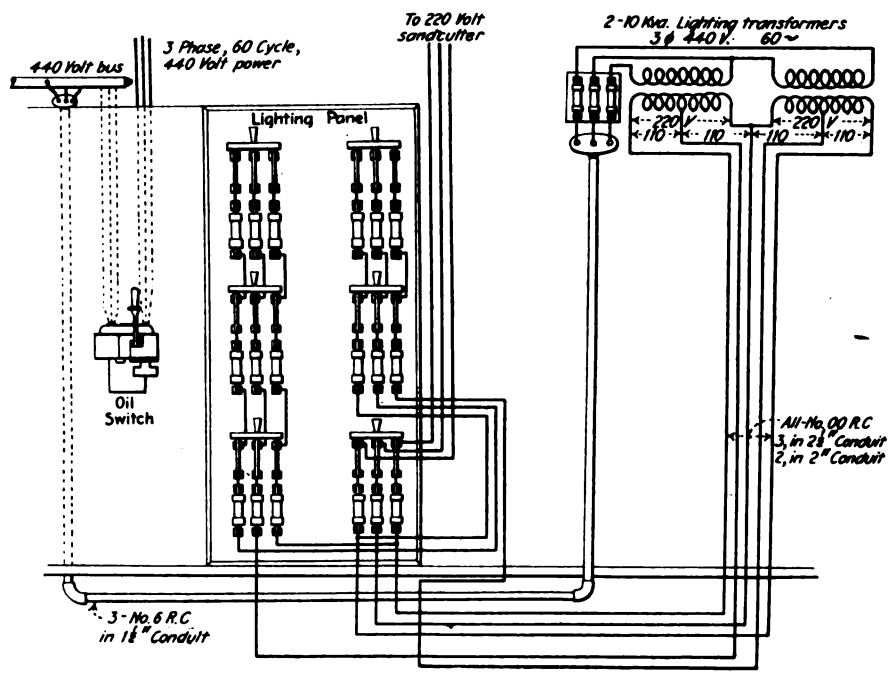 To 220 Volt
sandcutter
2-10 Kva. Lighting transformers
3 ϕ 440 V. 60 ~
3 Phase, 60 Cycle,
440 Volt power
440 Volt bus
Lighting Panel
220 V
220 V
110
110
110
110
Oil
Switch
All-No. 00 R.C
3, in 2½" Conduit
2, in 2" Conduit
3-No. 6 R.C
in 1½" Conduit